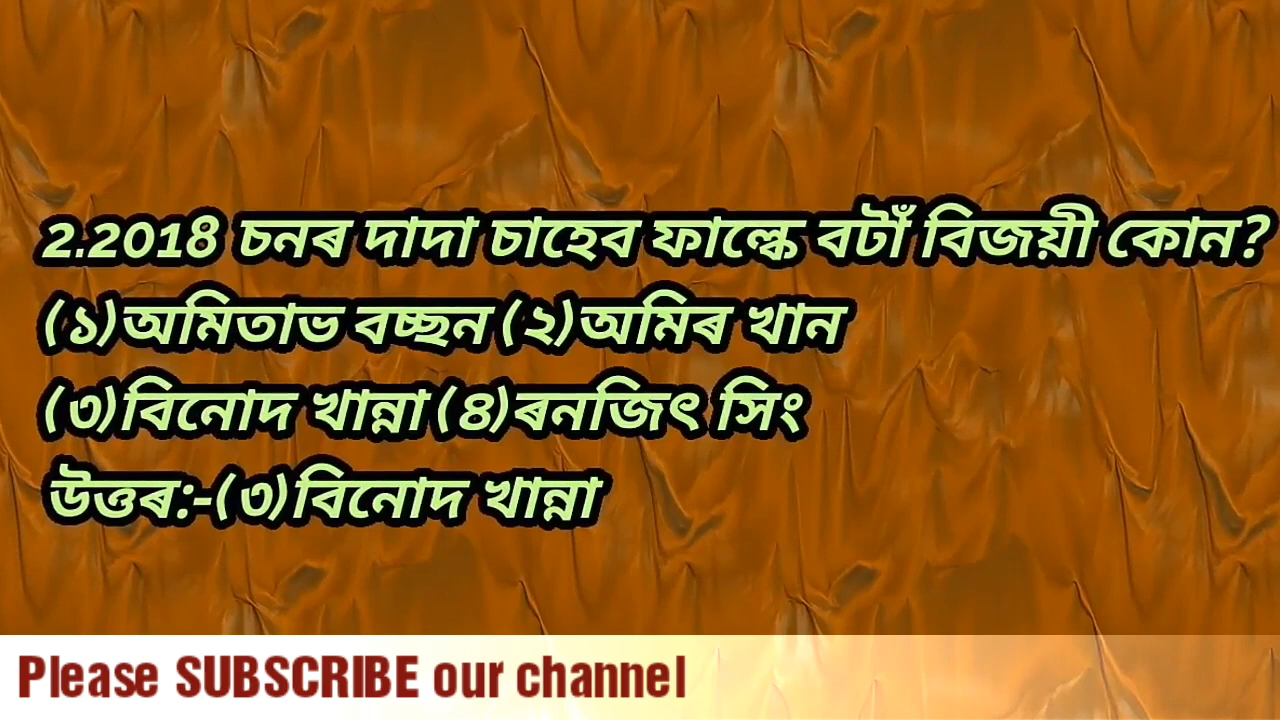 2.2018 চনৰ দাদা চাহেব ফাল্কে বটাঁ বিজয়ী কোন?
(১)অমিতাভ বচ্ছন (২)অমিৰ খান
(৩)বিনোদ খান্না (৪)ৰনজিৎ সিং
উত্তৰ:-(৩)বিনোদ খান্না
Please SUBSCRIBE our channel